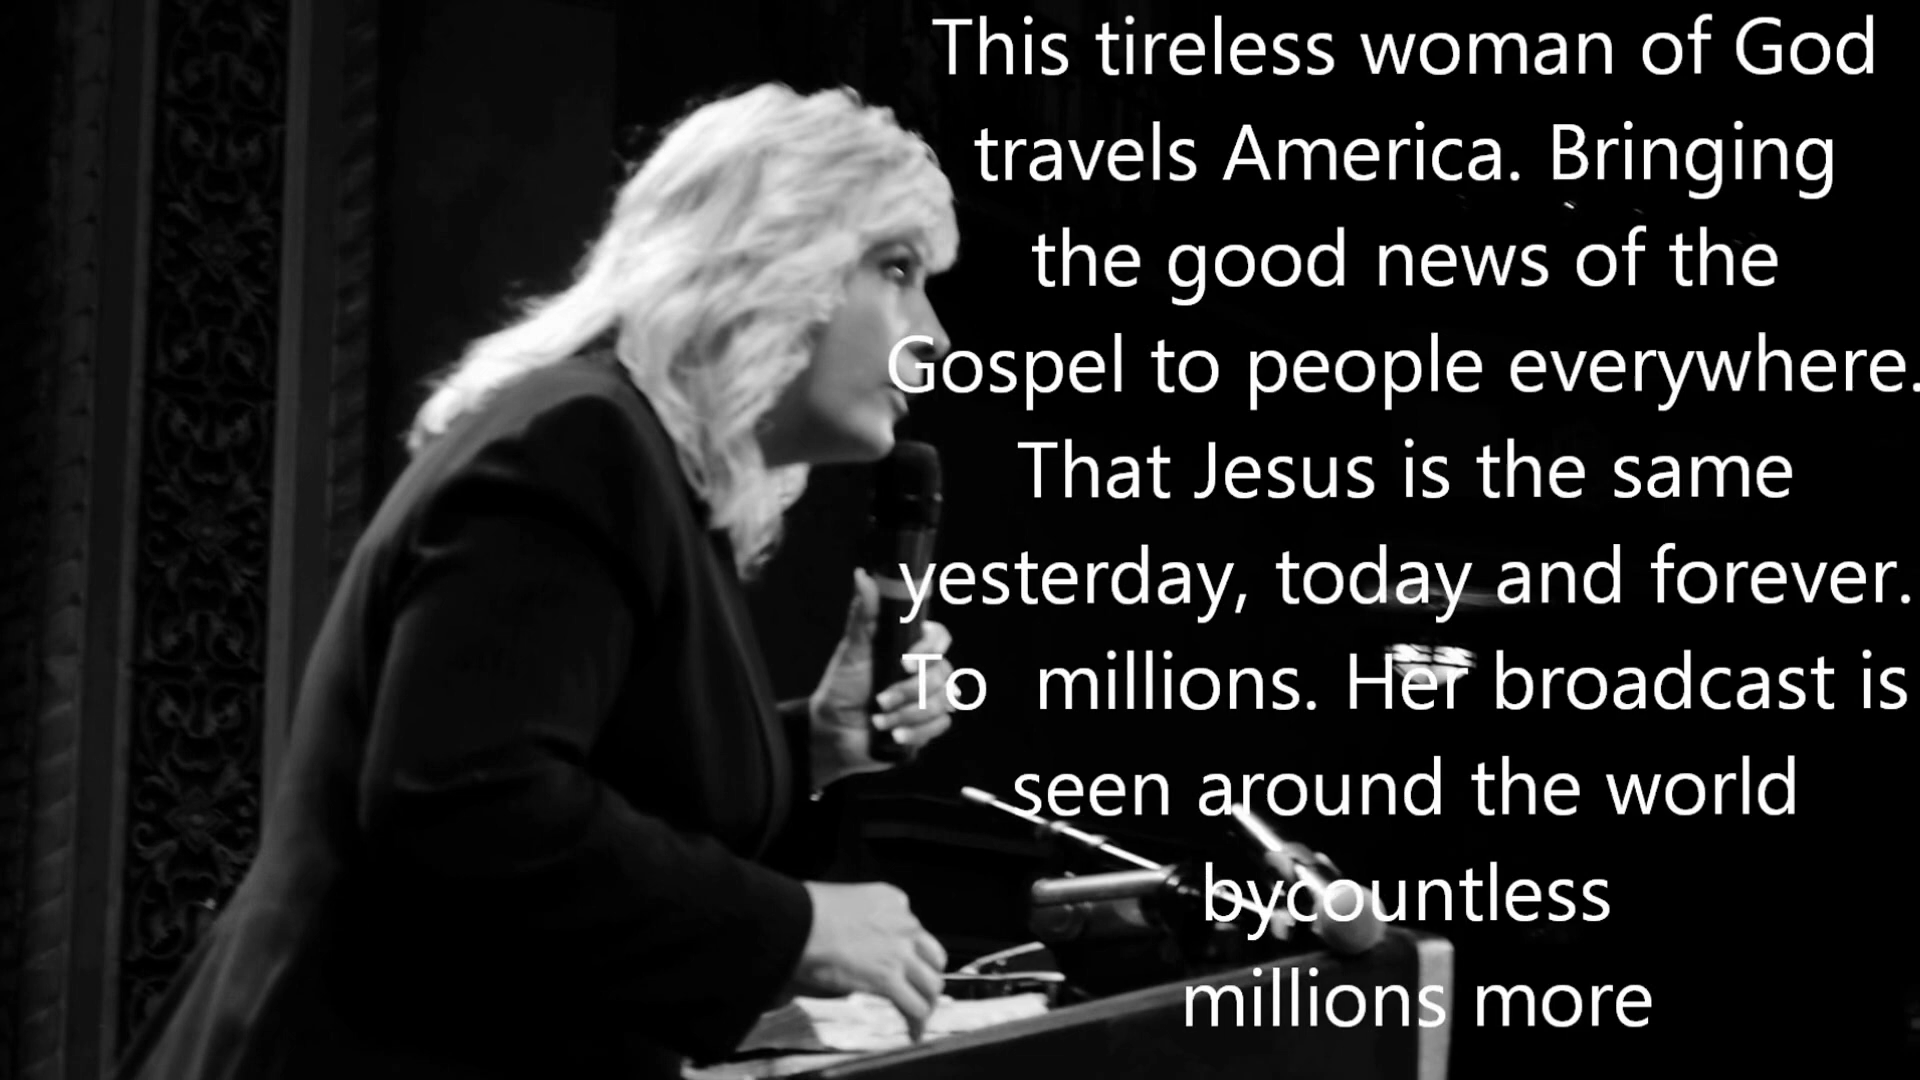 This tireless woman of God
travels America. Bringing
the good news of the
Gospel to people everywhere.
That Jesus is the same
yesterday, today and forever.
To  millions. Her broadcast is
seen around the world
bycountless
millions more